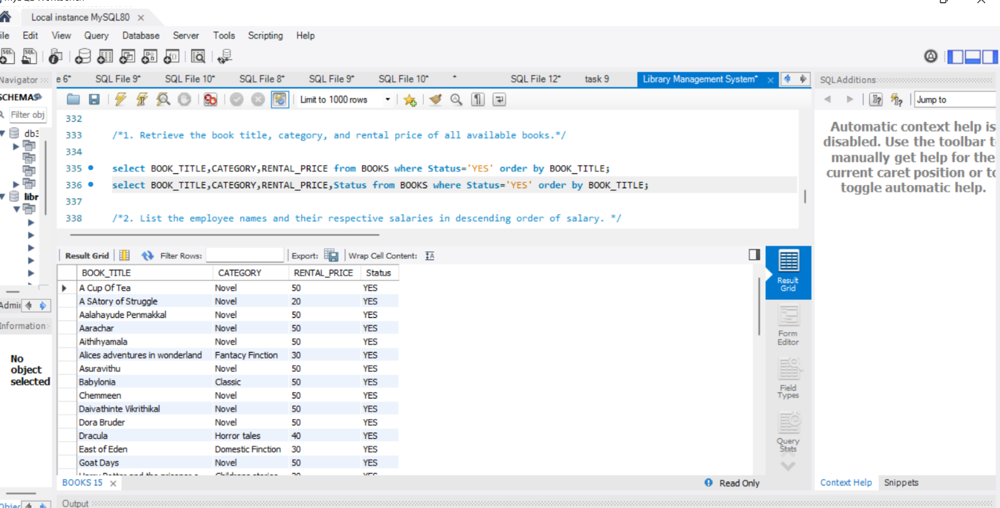 Local instance MySQL80
Edit View Query Database Server Tools Scripting Help
Navigator
e 6* SQL File 9* SQL File 10* SQL File 8* SQL File 9* SQL File 10* * SQL File 12* task 9 Library Management System* SQLAdditions
SCHEMAS
Limit to 1000 rows Jump to
Filter obj
332
333 /*1. Retrieve the book title, category, and rental price of all available books.*/
334
335 select BOOK_TITLE,CATEGORY,RENTAL_PRICE from BOOKS where Status='YES' order by BOOK_TITLE;
336 select BOOK_TITLE,CATEGORY,RENTAL_PRICE,Status from BOOKS where Status='YES' order by BOOK_TITLE;
337
338 /*2. List the employee names and their respective salaries in descending order of salary. */
libr
Automatic context help is
disabled. Use the toolbar t
manually get help for the
current caret position or to
toggle automatic help.
Result Grid Filter Rows: Export: Wrap Cell Content: IA
BOOK_TITLE CATEGORY RENTAL_PRICE Status
A Cup Of Tea Novel 50 YES
A SAtory of Struggle Novel 20 YES
Aalahayude Penmakkal Novel 50 YES
Aarachar Novel 50 YES
Aithihyamala Novel 50 YES
Alices adventures in wonderland Fantacy Finction 30 YES
Asuravithu Novel 50 YES
Babylonia Classic 50 YES
Chemmeen Novel 50 YES
Daivathinte Vikrithikal Novel 50 YES
Dora Bruder Novel 50 YES
Dracula Horror tales 40 YES
East of Eden Domestic Finction 30 YES
Goat Days Novel 50 YES
Result
Grid
Form
Editor
Field
Types
Query
Stats
Information
No
object
selected
BOOKS 15 Read Only
Context Help Snippets
Output